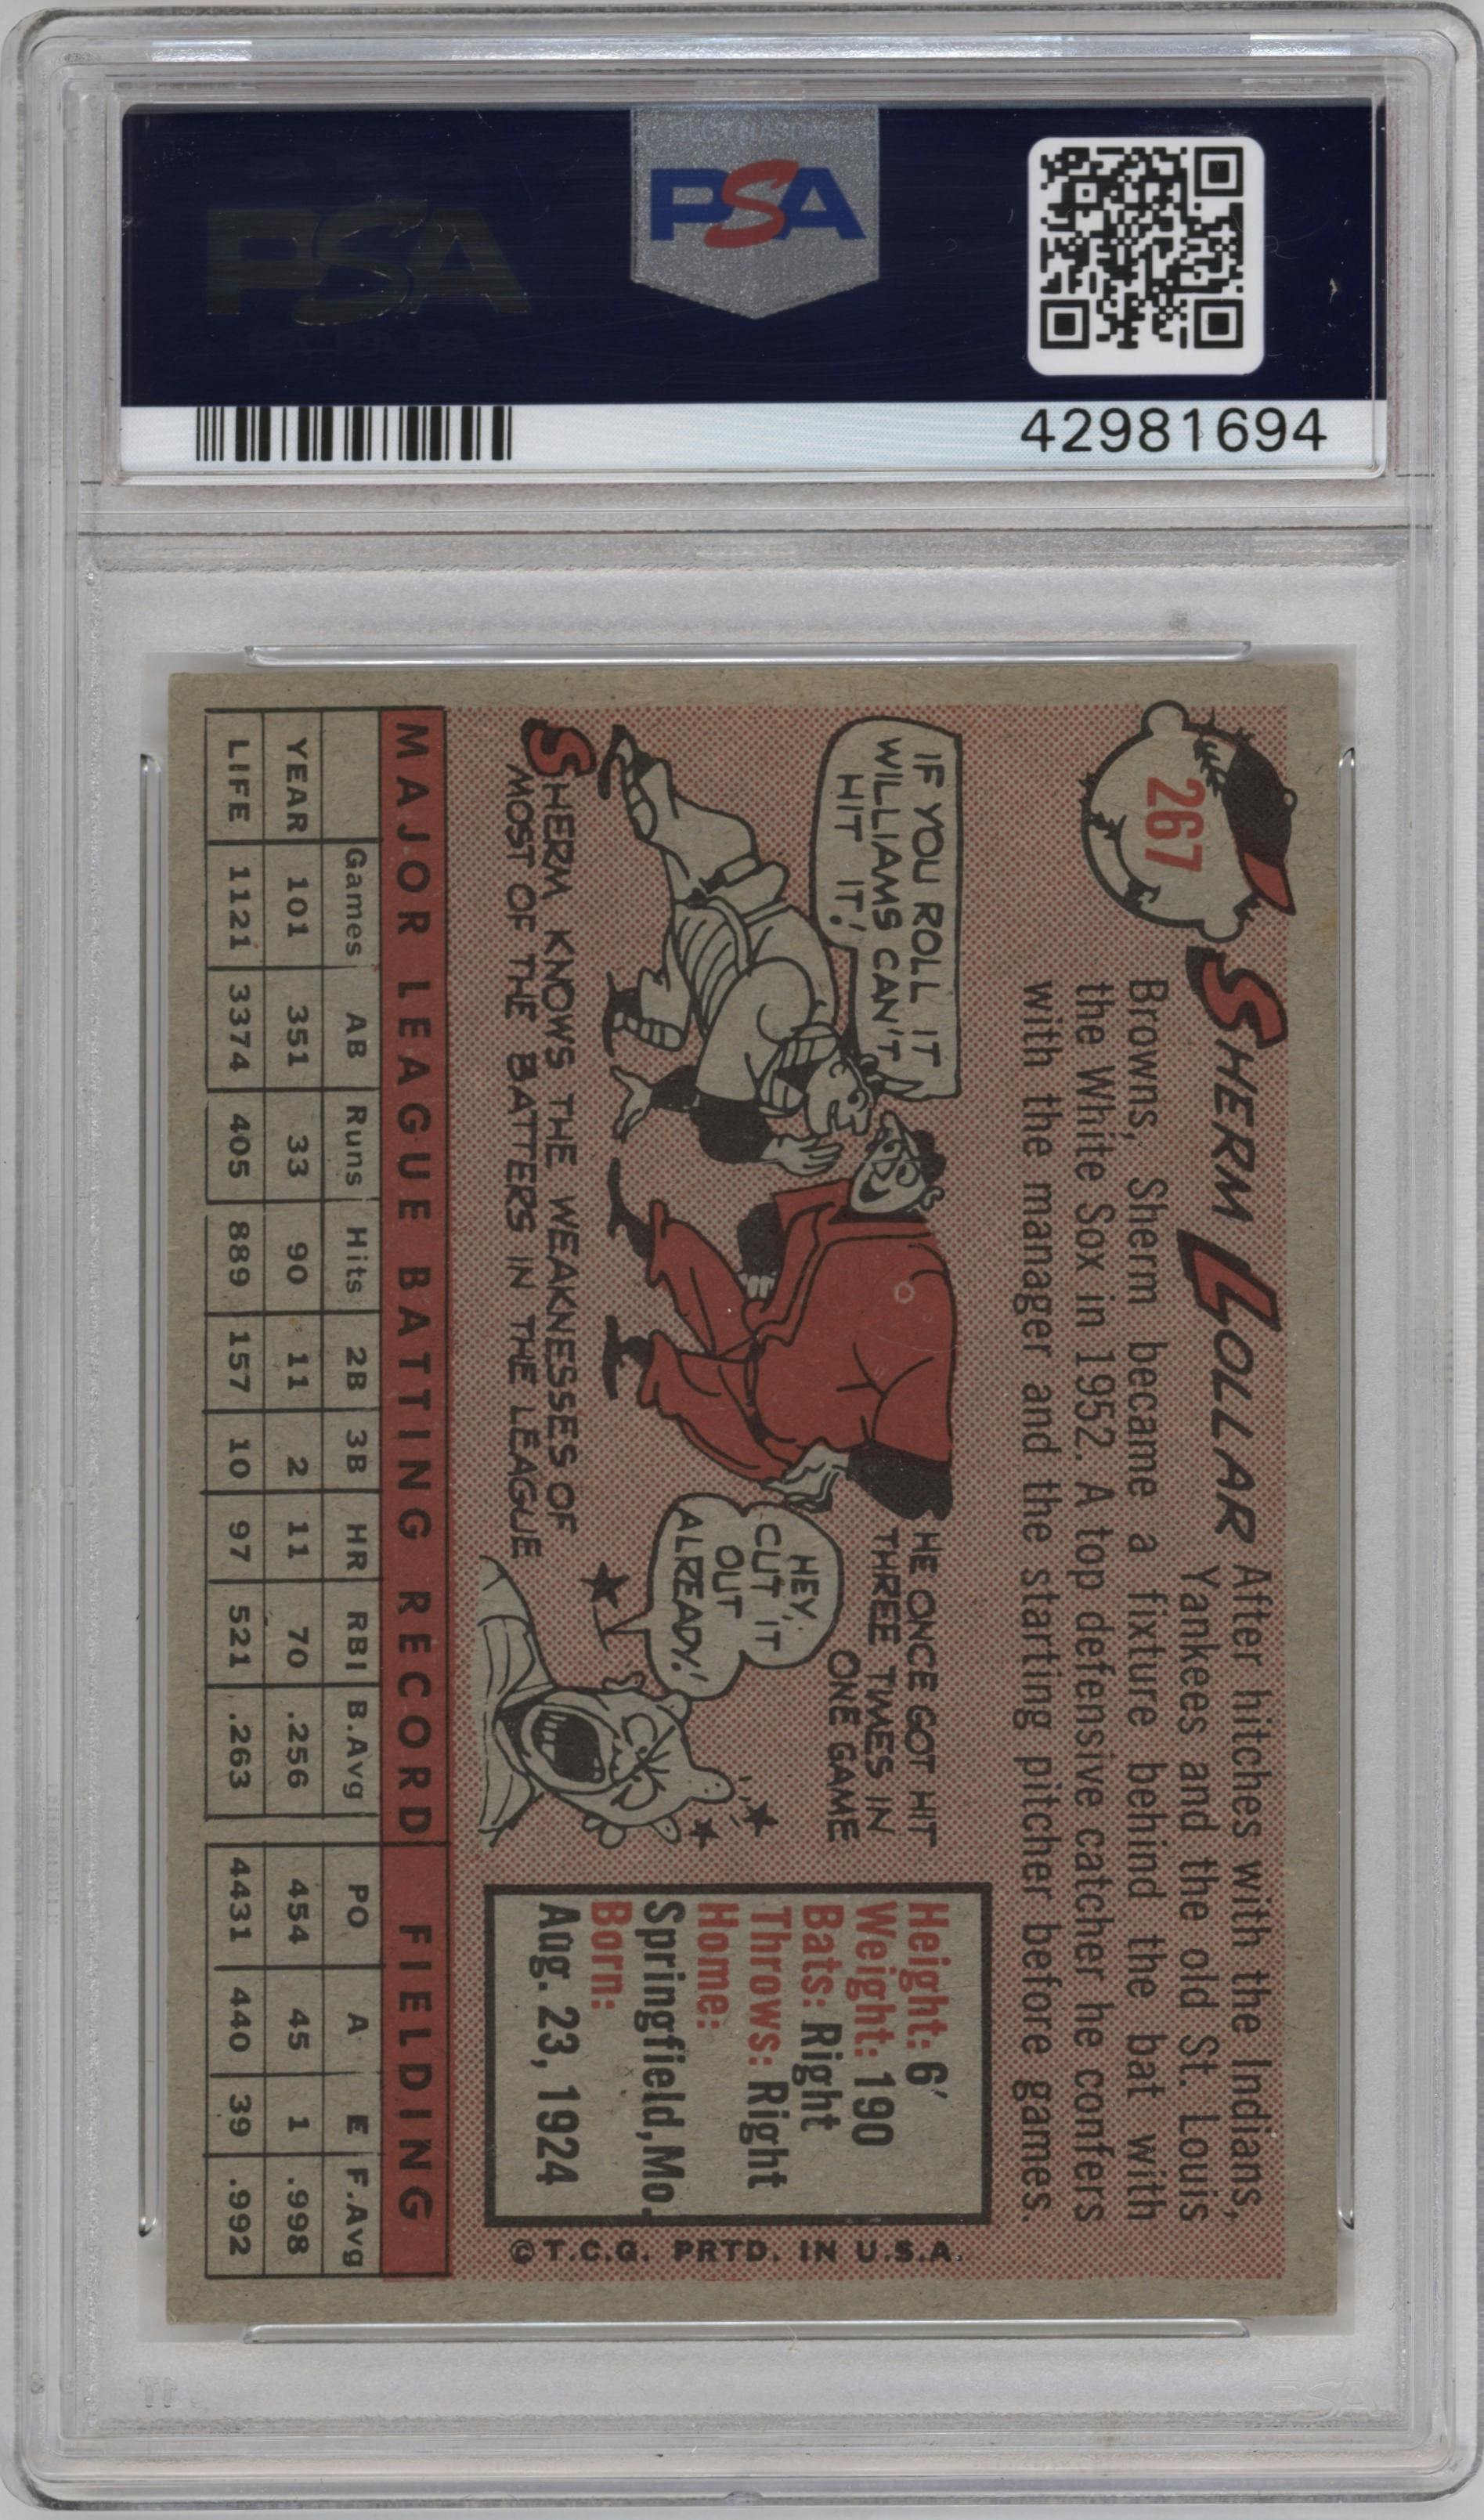 PSA
PSA
42981694
267
SHERM LOLLAR
After hitches with the Indians,
Yankees and the old St. Louis
Browns, Sherm became a fixture behind the bat with
the White Sox in 1952. A top defensive catcher he confers
with the manager and the starting pitcher before games.
IF YOU ROLL IT
WILLIAMS CAN'T
HIT IT!
SHERM KNOWS THE WEAKNESSES OF
MOST OF THE BATTERS IN THE LEAGUE
HE ONCE GOT HIT
THREE TIMES IN
ONE GAME
HEY,
CUT IT
OUT
ALREADY!
Height: 6'
Weight: 190
Bats: Right
Throws: Right
Home:
Springfield, Mo.
Born:
Aug. 23, 1924
© T.C.G. PRTD. IN U.S.A.
MAJOR LEAGUE BATTING RECORD FIELDING
Games AB Runs Hits 2B 3B HR RBI B.Avg PO A E F.Avg
YEAR 101 351 33 90 11 2 11 70 .256 454 45 1 .998
LIFE 1121 3374 405 889 157 10 97 521 .263 4431 440 39 .992
PSA